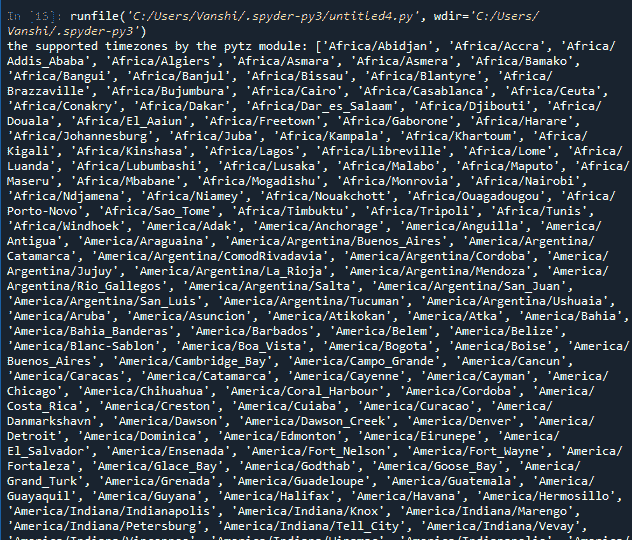 In [15]: runfile('C:/Users/Vanshi/.spyder-py3/untitled4.py', wdir='C:/Users/
Vanshi/.spyder-py3')
the supported timezones by the pytz module: ['Africa/Abidjan', 'Africa/Accra', 'Africa/
Addis_Ababa', 'Africa/Algiers', 'Africa/Asmara', 'Africa/Asmera', 'Africa/Bamako',
'Africa/Bangui', 'Africa/Banjul', 'Africa/Bissau', 'Africa/Blantyre', 'Africa/
Brazzaville', 'Africa/Bujumbura', 'Africa/Cairo', 'Africa/Casablanca', 'Africa/Ceuta',
'Africa/Conakry', 'Africa/Dakar', 'Africa/Dar_es_Salaam', 'Africa/Djibouti', 'Africa/
Douala', 'Africa/El_Aaiun', 'Africa/Freetown', 'Africa/Gaborone', 'Africa/Harare',
'Africa/Johannesburg', 'Africa/Juba', 'Africa/Kampala', 'Africa/Khartoum', 'Africa/
Kigali', 'Africa/Kinshasa', 'Africa/Lagos', 'Africa/Libreville', 'Africa/Lome', 'Africa/
Luanda', 'Africa/Lubumbashi', 'Africa/Lusaka', 'Africa/Malabo', 'Africa/Maputo', 'Africa/
Maseru', 'Africa/Mbabane', 'Africa/Mogadishu', 'Africa/Monrovia', 'Africa/Nairobi',
'Africa/Ndjamena', 'Africa/Niamey', 'Africa/Nouakchott', 'Africa/Ouagadougou', 'Africa/
Porto-Novo', 'Africa/Sao_Tome', 'Africa/Timbuktu', 'Africa/Tripoli', 'Africa/Tunis',
'Africa/Windhoek', 'America/Adak', 'America/Anchorage', 'America/Anguilla', 'America/
Antigua', 'America/Araguaina', 'America/Argentina/Buenos_Aires', 'America/Argentina/
Catamarca', 'America/Argentina/ComodRivadavia', 'America/Argentina/Cordoba', 'America/
Argentina/Jujuy', 'America/Argentina/La_Rioja', 'America/Argentina/Mendoza', 'America/
Argentina/Rio_Gallegos', 'America/Argentina/Salta', 'America/Argentina/San_Juan',
'America/Argentina/San_Luis', 'America/Argentina/Tucuman', 'America/Argentina/Ushuaia',
'America/Aruba', 'America/Asuncion', 'America/Atikokan', 'America/Atka', 'America/Bahia',
'America/Bahia_Banderas', 'America/Barbados', 'America/Belem', 'America/Belize',
'America/Blanc-Sablon', 'America/Boa_Vista', 'America/Bogota', 'America/Boise', 'America/
Buenos_Aires', 'America/Cambridge_Bay', 'America/Campo_Grande', 'America/Cancun',
'America/Caracas', 'America/Catamarca', 'America/Cayenne', 'America/Cayman', 'America/
Chicago', 'America/Chihuahua', 'America/Coral_Harbour', 'America/Cordoba', 'America/
Costa_Rica', 'America/Creston', 'America/Cuiaba', 'America/Curacao', 'America/
Danmarkshavn', 'America/Dawson', 'America/Dawson_Creek', 'America/Denver', 'America/
Detroit', 'America/Dominica', 'America/Edmonton', 'America/Eirunepe', 'America/
El_Salvador', 'America/Ensenada', 'America/Fort_Nelson', 'America/Fort_Wayne', 'America/
Fortaleza', 'America/Glace_Bay', 'America/Godthab', 'America/Goose_Bay', 'America/
Grand_Turk', 'America/Grenada', 'America/Guadeloupe', 'America/Guatemala', 'America/
Guayaquil', 'America/Guyana', 'America/Halifax', 'America/Havana', 'America/Hermosillo',
'America/Indiana/Indianapolis', 'America/Indiana/Knox', 'America/Indiana/Marengo',
'America/Indiana/Petersburg', 'America/Indiana/Tell_City', 'America/Indiana/Vevay',